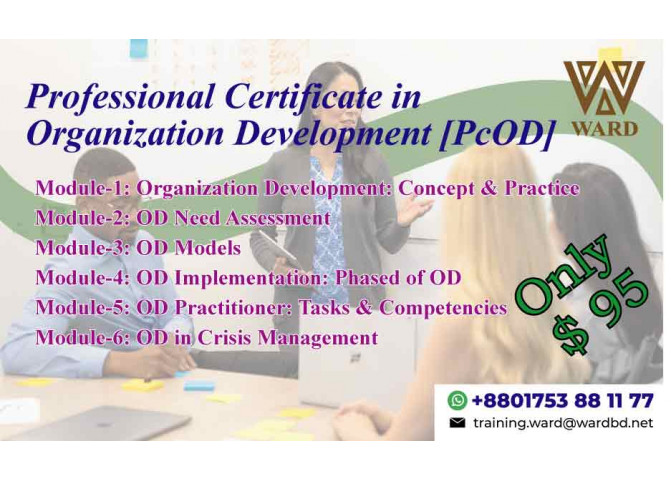 Professional Certificate in
Organization Development [PcOD]
WARD
Module-1: Organization Development: Concept & Practice
Module-2: OD Need Assessment
Module-3: OD Models
Module-4: OD Implementation: Phased of OD
Module-5: OD Practitioner: Tasks & Competencies
Module-6: OD in Crisis Management
Only
$ 95
+8801753 88 11 77
training.ward@wardbd.net